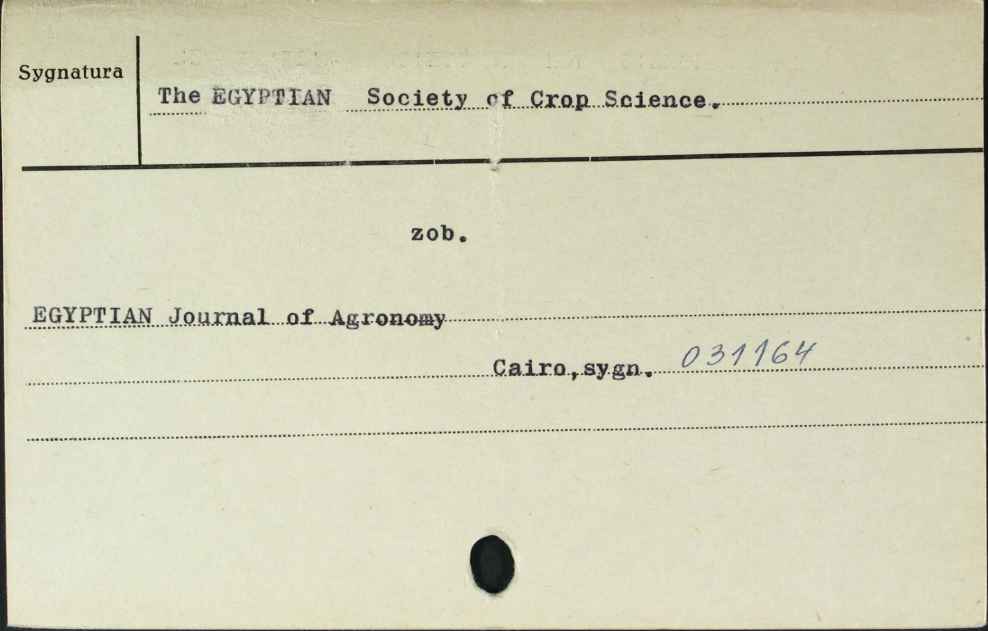 Sygnatura
The EGYPTIAN Society of Crop Science.
zob.
EGYPTIAN Journal of Agronomy
Cairo,sygn. 031164